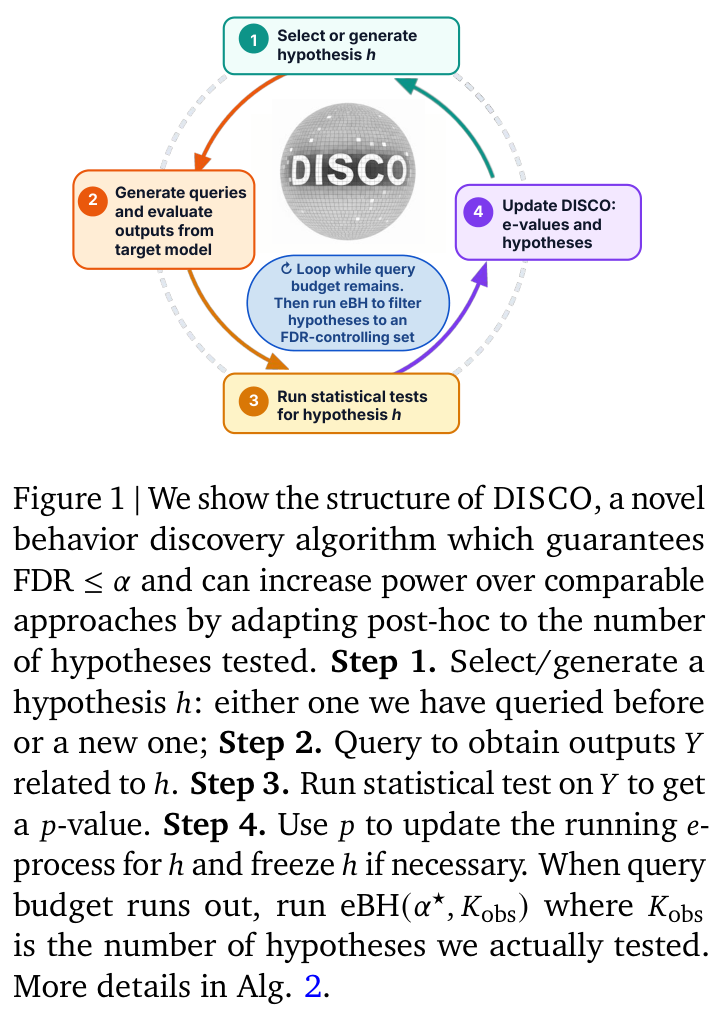 1 Select or generate
hypothesis h
DISCO
2 Generate queries
and evaluate
outputs from
target model
4 Update DISCO:
e-values and
hypotheses
↻ Loop while query
budget remains.
Then run eBH to filter
hypotheses to an
FDR-controlling set
3 Run statistical tests
for hypothesis h
Figure 1 | We show the structure of DISCO, a novel
behavior discovery algorithm which guarantees
FDR ≤ α and can increase power over comparable
approaches by adapting post-hoc to the number
of hypotheses tested. Step 1. Select/generate a
hypothesis h: either one we have queried before
or a new one; Step 2. Query to obtain outputs Y
related to h. Step 3. Run statistical test on Y to get
a p-value. Step 4. Use p to update the running e-
process for h and freeze h if necessary. When query
budget runs out, run eBH(α★, Kobs) where Kobs
is the number of hypotheses we actually tested.
More details in Alg. 2.